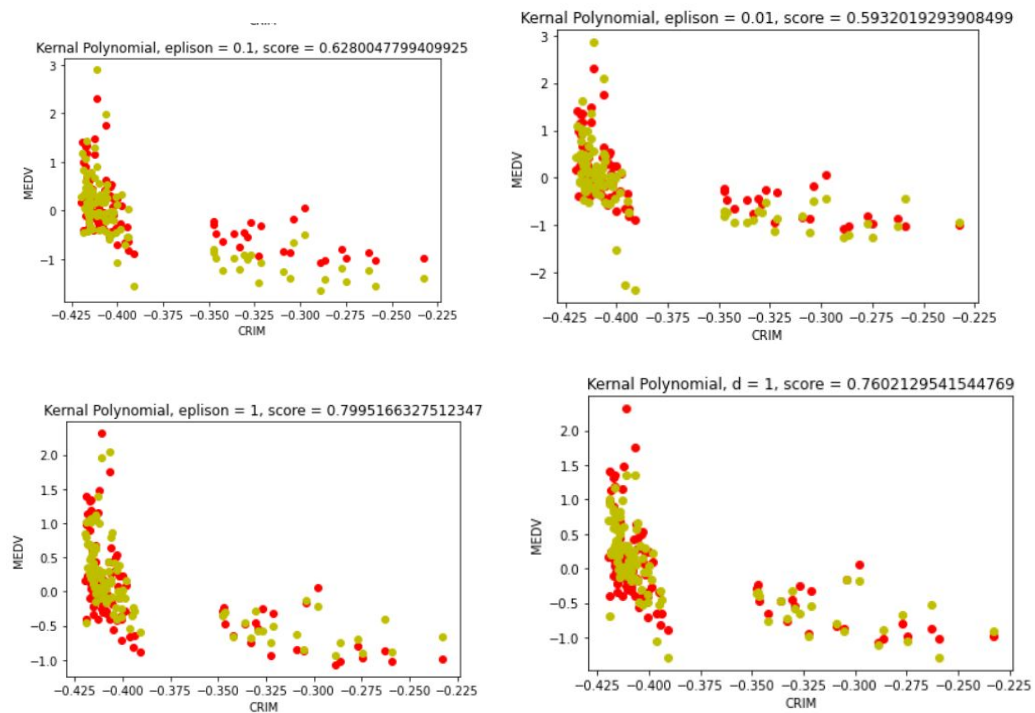 Kernal Polynomial, eplison = 0.1, score = 0.6280047799409925
3
2
1
0
−1
MEDV
−0.425 −0.400 −0.375 −0.350 −0.325 −0.300 −0.275 −0.250 −0.225
CRIM
Kernal Polynomial, eplison = 0.01, score = 0.5932019293908499
3
2
1
0
−1
−2
MEDV
−0.425 −0.400 −0.375 −0.350 −0.325 −0.300 −0.275 −0.250 −0.225
CRIM
Kernal Polynomial, eplison = 1, score = 0.7995166327512347
2.0
1.5
1.0
0.5
0.0
−0.5
−1.0
MEDV
−0.425 −0.400 −0.375 −0.350 −0.325 −0.300 −0.275 −0.250 −0.225
CRIM
Kernal Polynomial, d = 1, score = 0.7602129541544769
2.0
1.5
1.0
0.5
0.0
−0.5
−1.0
MEDV
−0.425 −0.400 −0.375 −0.350 −0.325 −0.300 −0.275 −0.250 −0.225
CRIM